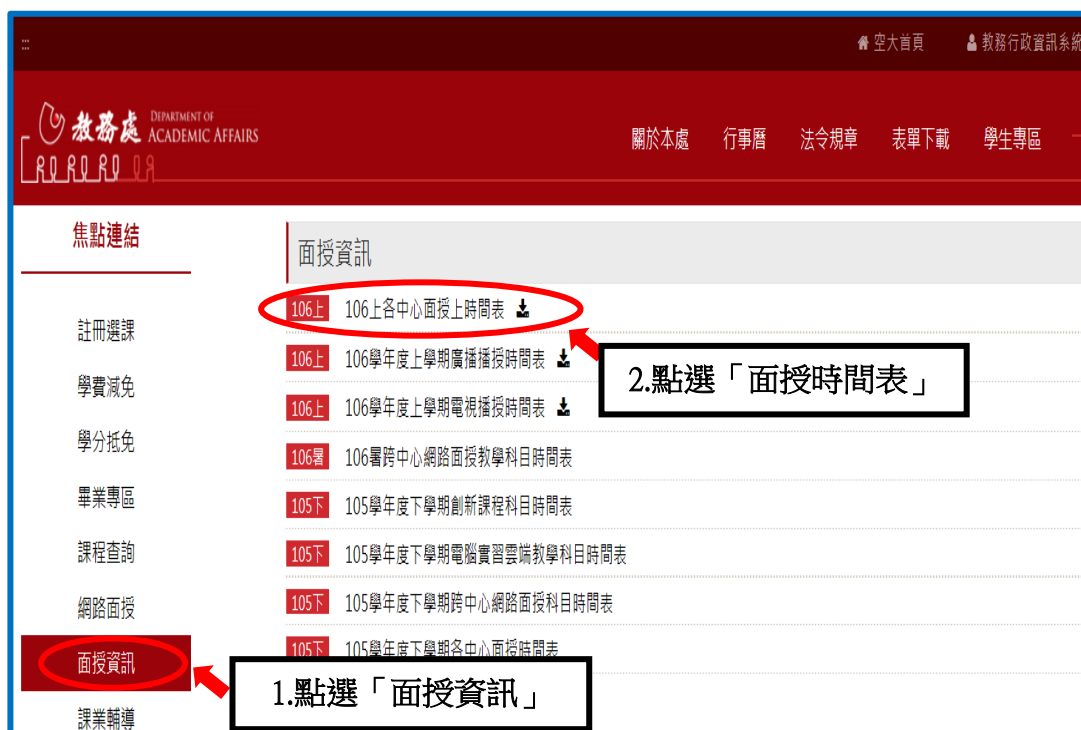 空大首頁 教務行政資訊系統
教務處 DEPARTMENT OF ACADEMIC AFFAIRS
關於本處 行事曆 法令規章 表單下載 學生專區
焦點連結
註冊選課
學費減免
學分抵免
畢業專區
課程查詢
網路面授
面授資訊
課業輔導
面授資訊
106上 106上各中心面授上時間表
106上 106學年度上學期廣播播授時間表
106上 106學年度上學期電視播授時間表
106暑 106暑跨中心網路面授教學科目時間表
105下 105學年度下學期創新課程科目時間表
105下 105學年度下學期電腦實習雲端教學科目時間表
105下 105學年度下學期跨中心網路面授科目時間表
105下 105學年度下學期各中心面授時間表
2.點選「面授時間表」
1.點選「面授資訊」